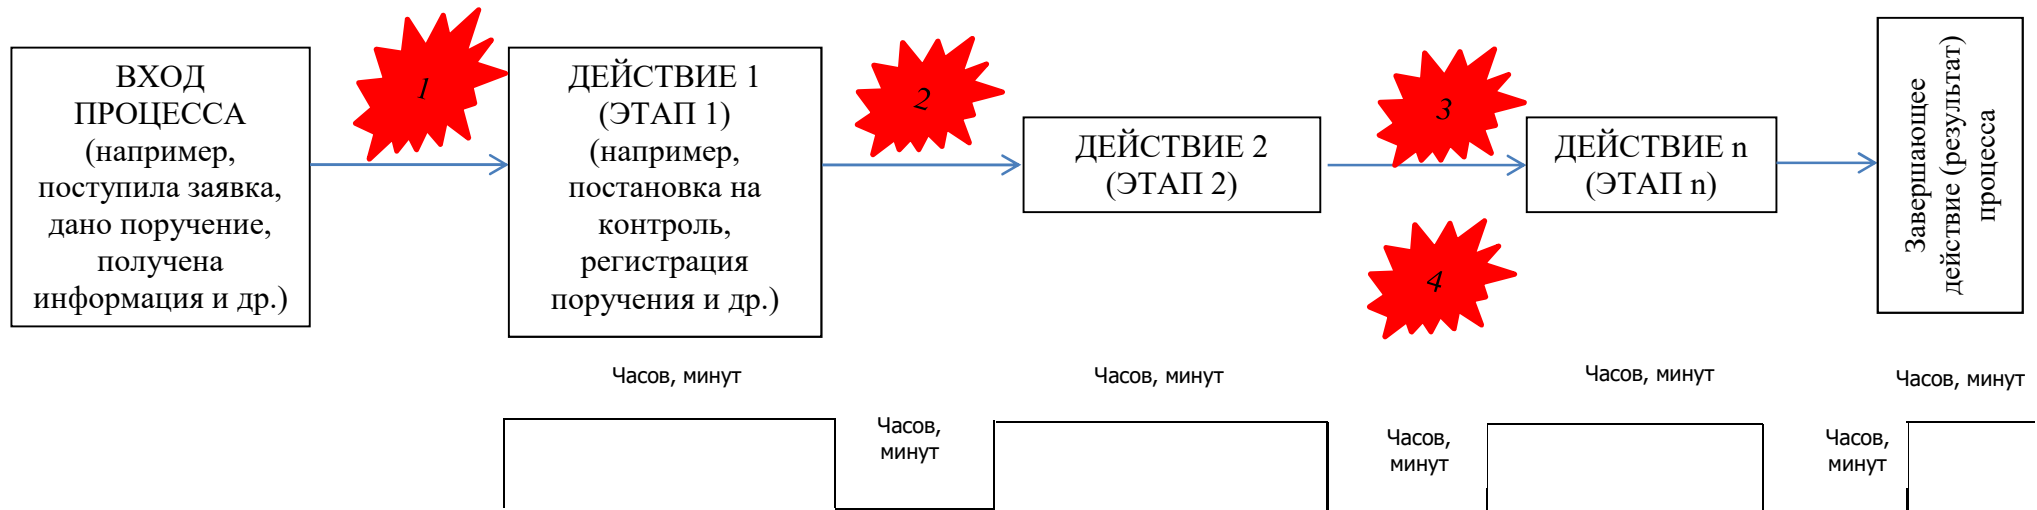 ВХОД
ПРОЦЕССА
(например,
поступила заявка,
дано поручение,
получена
информация и др.)
1
ДЕЙСТВИЕ 1
(ЭТАП 1)
(например,
постановка на
контроль,
регистрация
поручения и др.)
2
ДЕЙСТВИЕ 2
(ЭТАП 2)
3
4
ДЕЙСТВИЕ n
(ЭТАП n)
Завершающее
действие (результат)
процесса
Часов, минут
Часов, минут
Часов, минут
Часов, минут
Часов,
минут
Часов,
минут
Часов,
минут